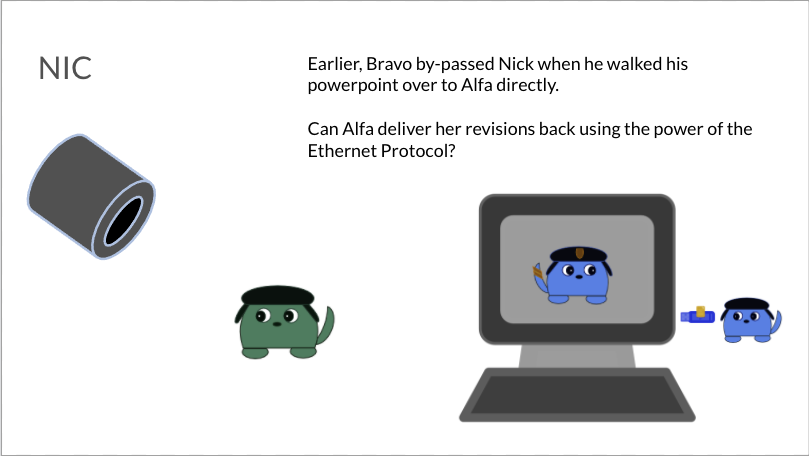 NIC
Earlier, Bravo by-passed Nick when he walked his
powerpoint over to Alfa directly.
Can Alfa deliver her revisions back using the power of the
Ethernet Protocol?